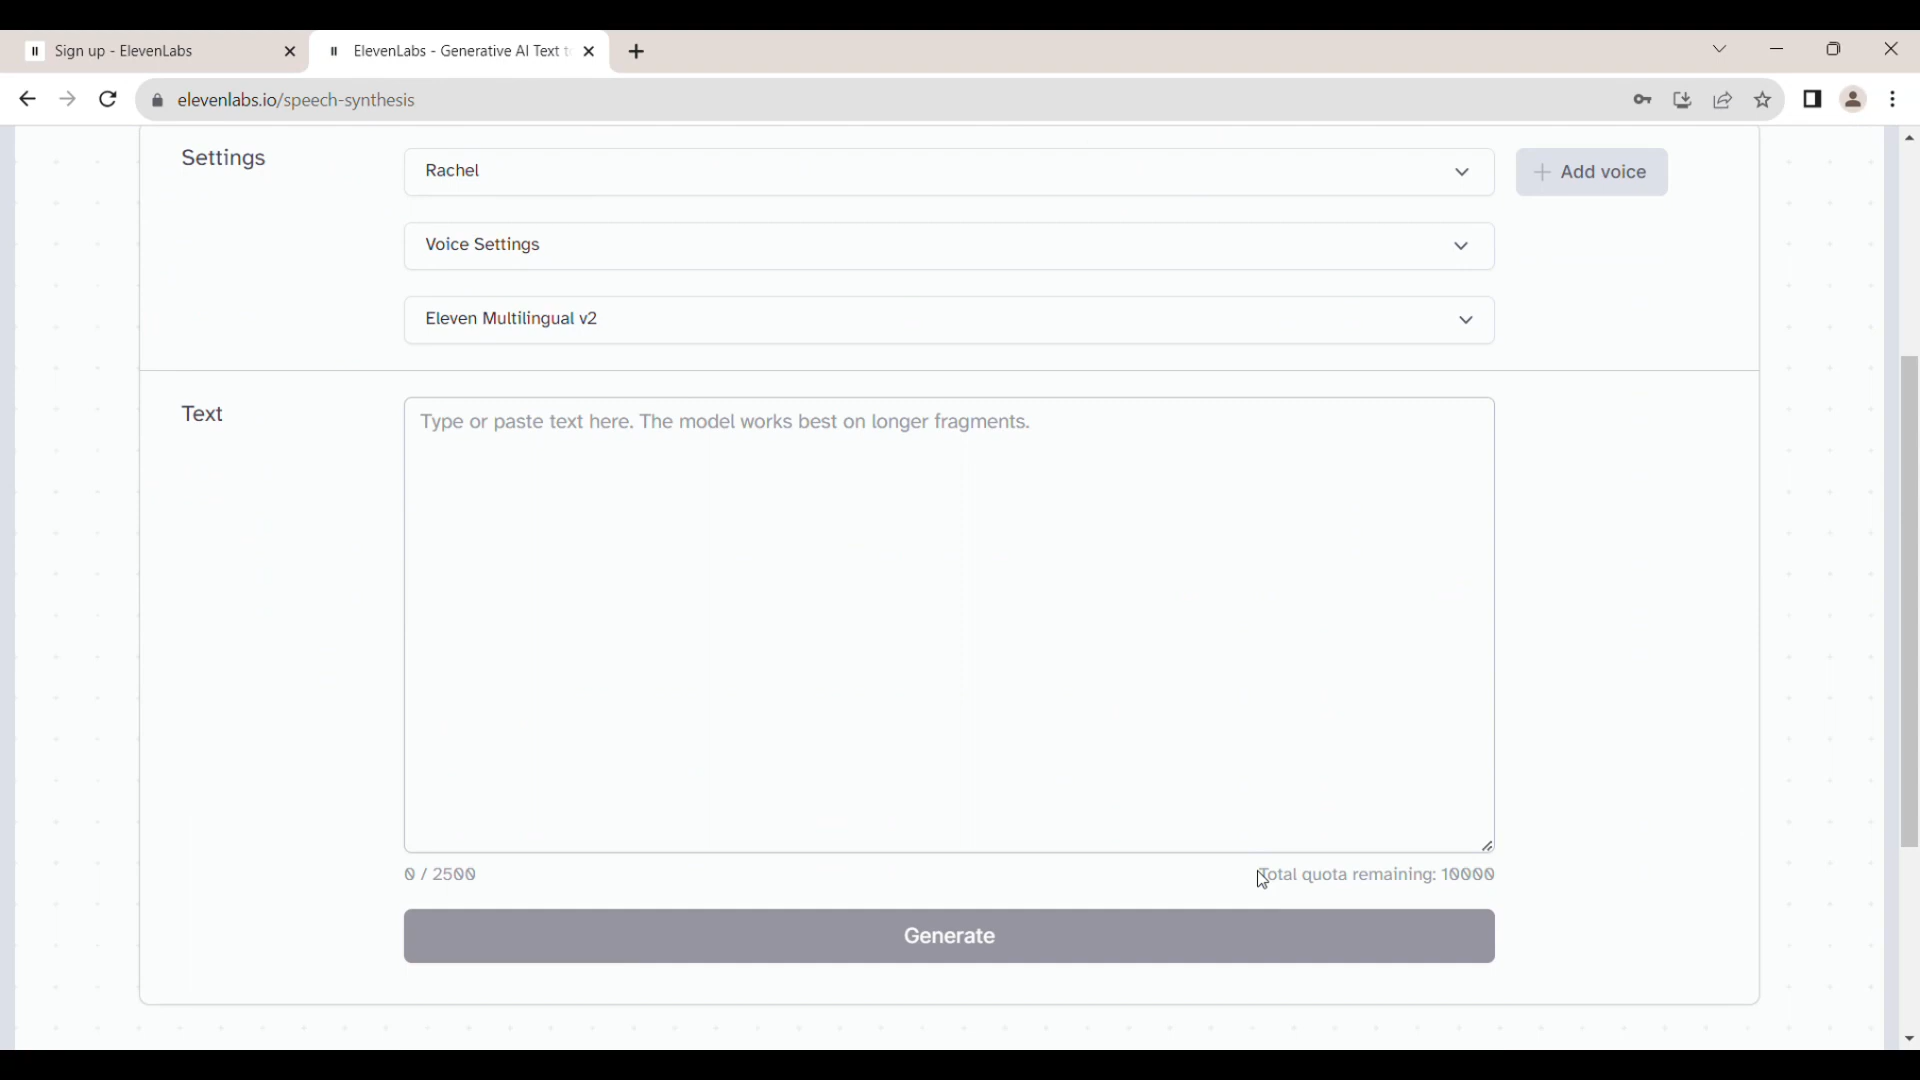 Sign up - ElevenLabs
ElevenLabs - Generative AI Text t
elevenlabs.io/speech-synthesis
Settings
Rachel
Add voice
Voice Settings
Eleven Multilingual v2
Text
Type or paste text here. The model works best on longer fragments.
0 / 2500
Total quota remaining: 10000
Generate